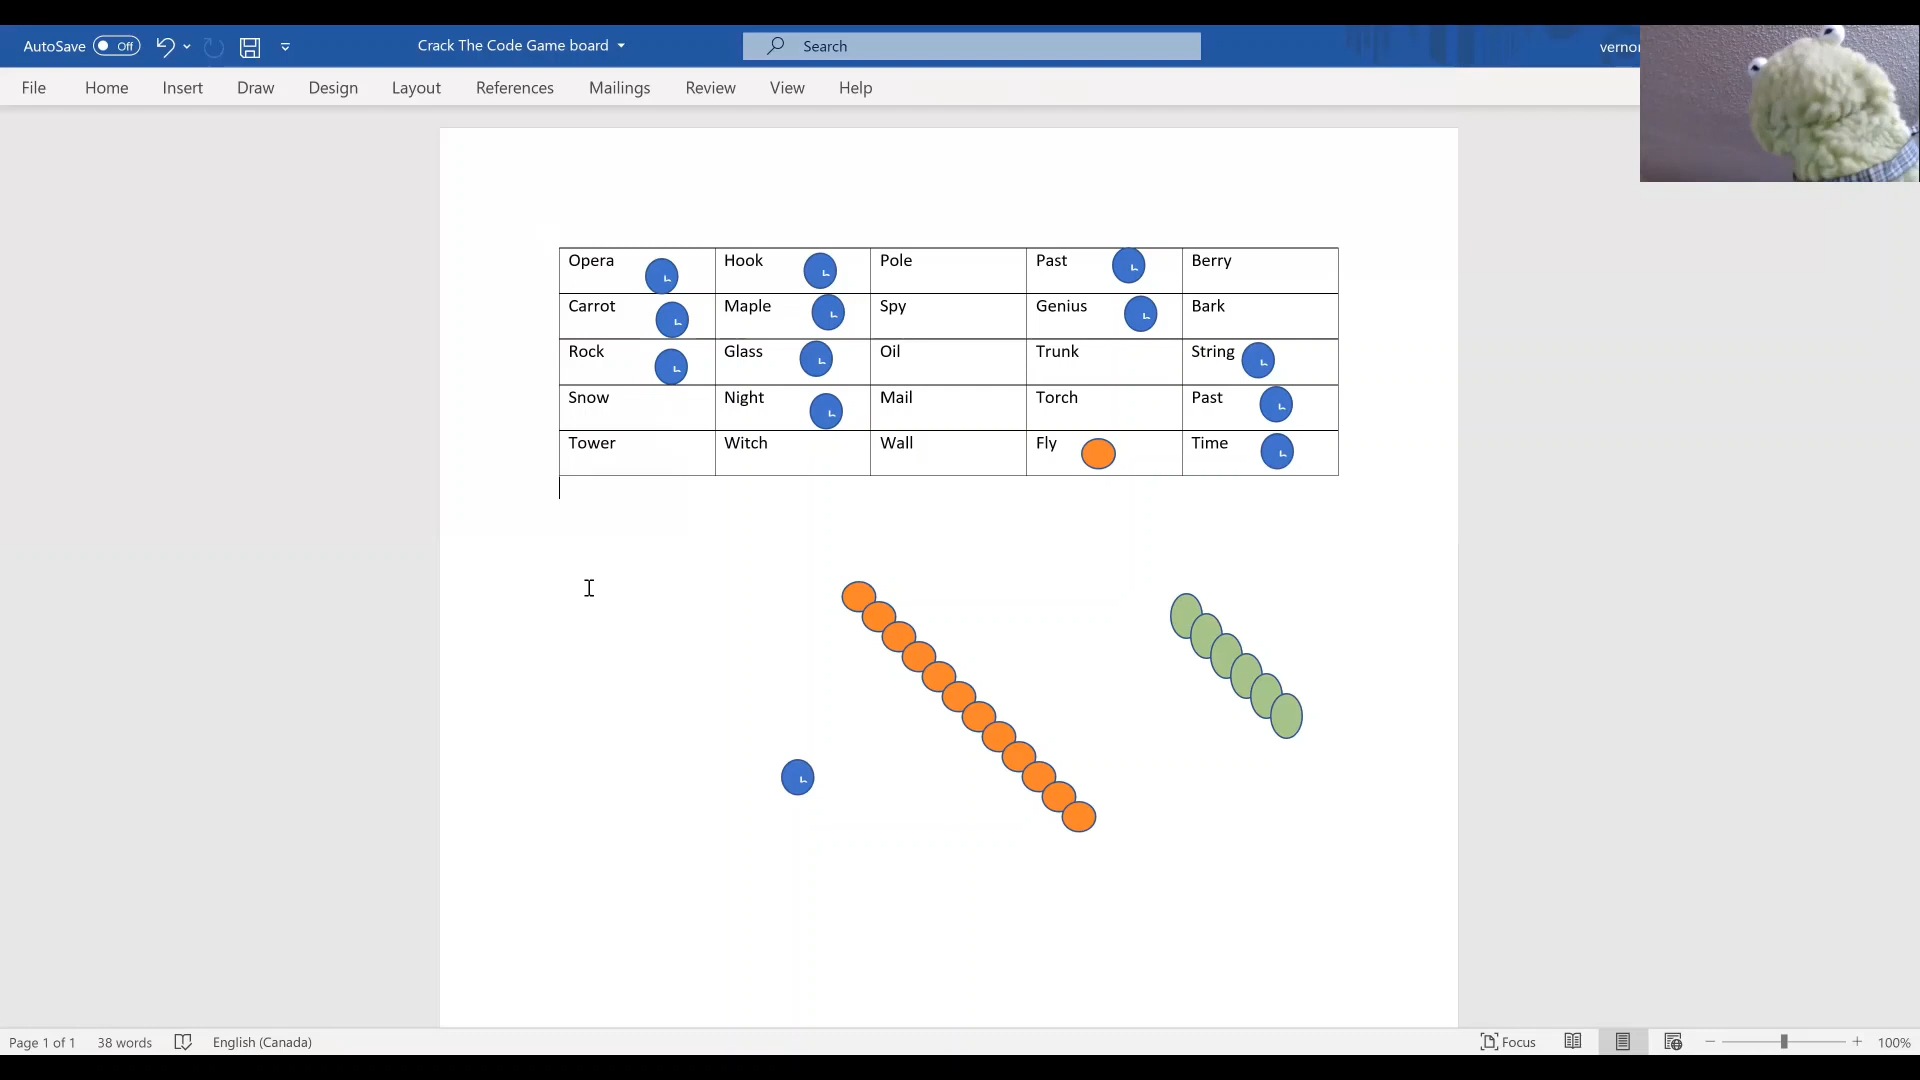 AutoSave Off Crack The Code Game board Search vernor
File Home Insert Draw Design Layout References Mailings Review View Help
Opera Hook Pole Past Berry
Carrot Maple Spy Genius Bark
Rock Glass Oil Trunk String
Snow Night Mail Torch Past
Tower Witch Wall Fly Time
Page 1 of 1 38 words English (Canada) Focus 100%